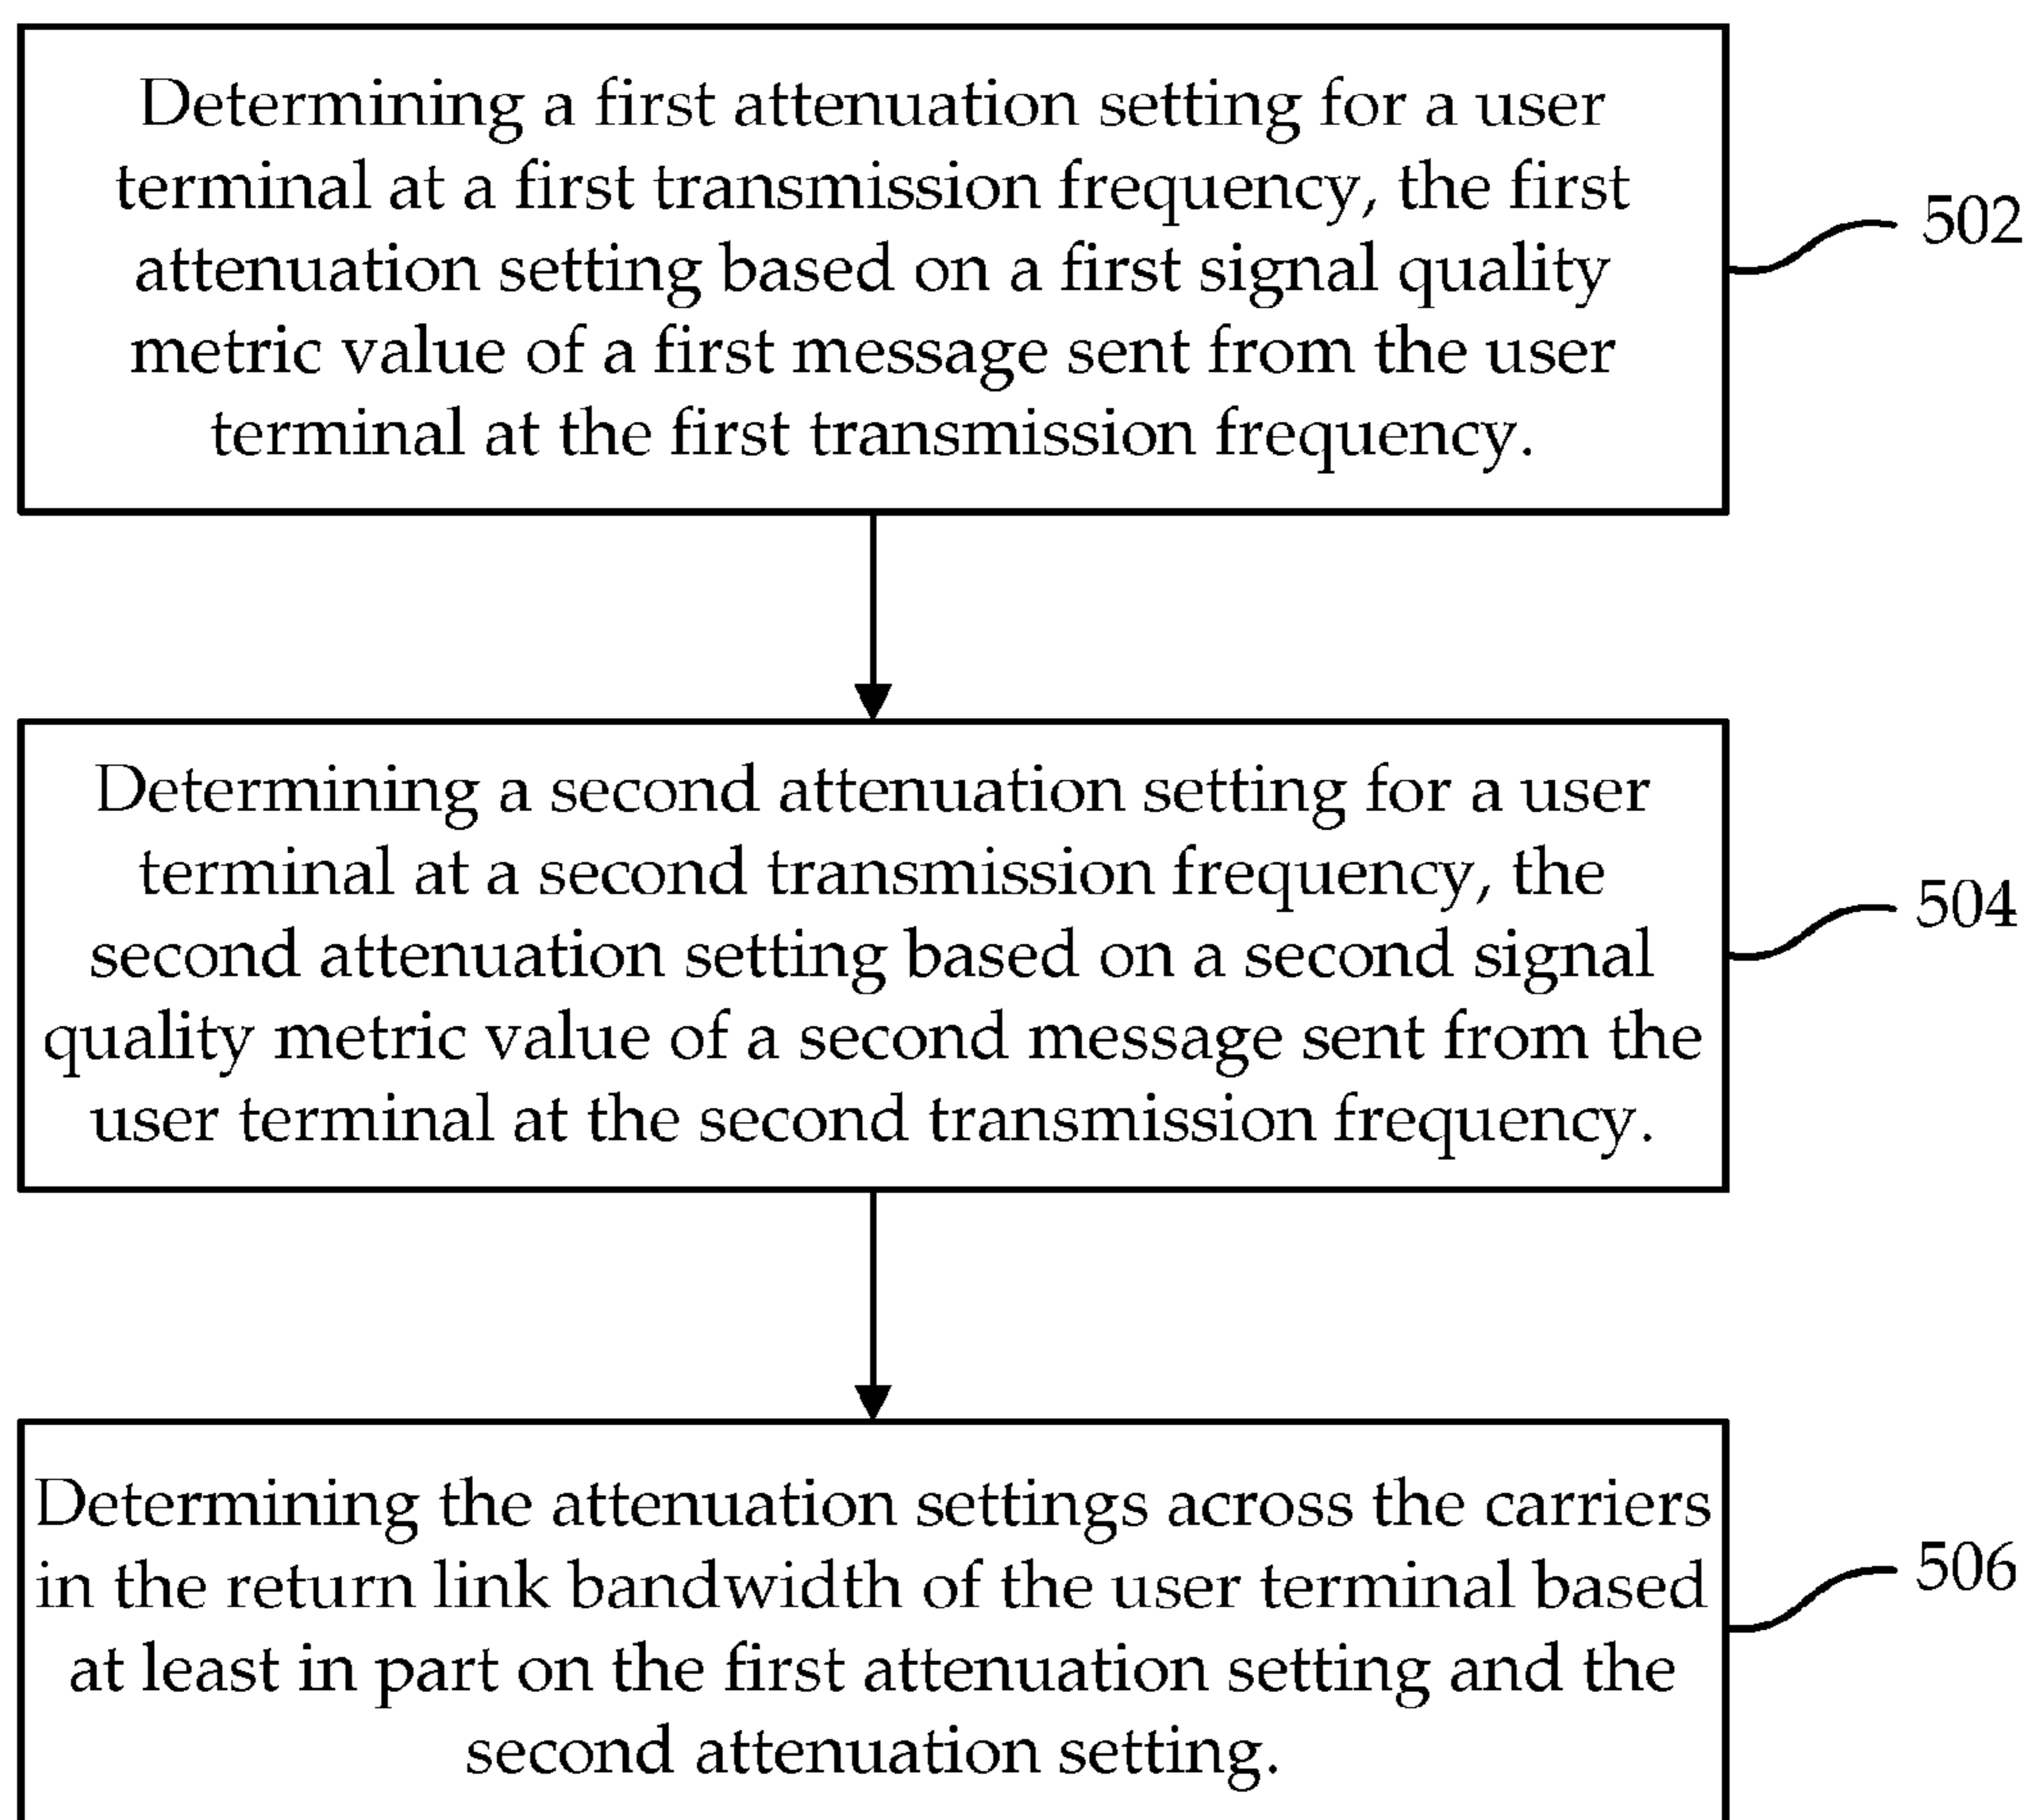 Determining a first attenuation setting for a user
terminal at a first transmission frequency, the first
attenuation setting based on a first signal quality
metric value of a first message sent from the user
terminal at the first transmission frequency.
502
Determining a second attenuation setting for a user
terminal at a second transmission frequency, the
second attenuation setting based on a second signal
quality metric value of a second message sent from the
user terminal at the second transmission frequency.
504
Determining the attenuation settings across the carriers
in the return link bandwidth of the user terminal based
at least in part on the first attenuation setting and the
second attenuation setting.
506